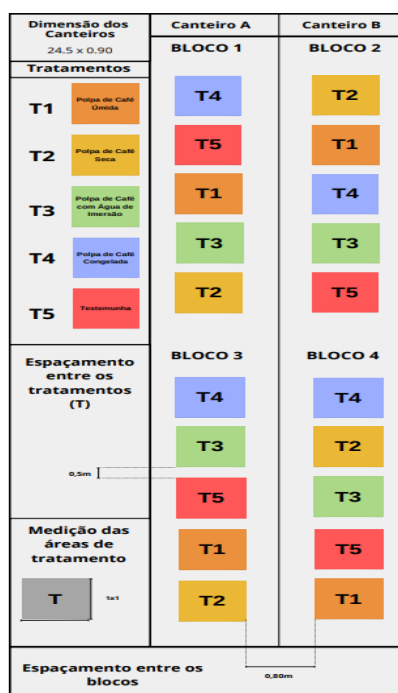 Dimensão dos
Canteiros
24.5 x 0.90
Tratamentos
T1
Polpa de Café
Úmida
T2
Polpa de Café
Seca
T3
Polpa de Café
com Água de
Imersão
T4
Polpa de Café
Congelada
T5
Testemunha
Espaçamento
entre os
tratamentos
(T)
0,5m
Medição das
áreas de
tratamento
T
1x1
Canteiro A
BLOCO 1
T4
T5
T1
T3
T2
BLOCO 3
T4
T3
T5
T1
T2
Canteiro B
BLOCO 2
T2
T1
T4
T3
T5
BLOCO 4
T4
T2
T3
T5
T1
Espaçamento entre os
blocos
0,80m